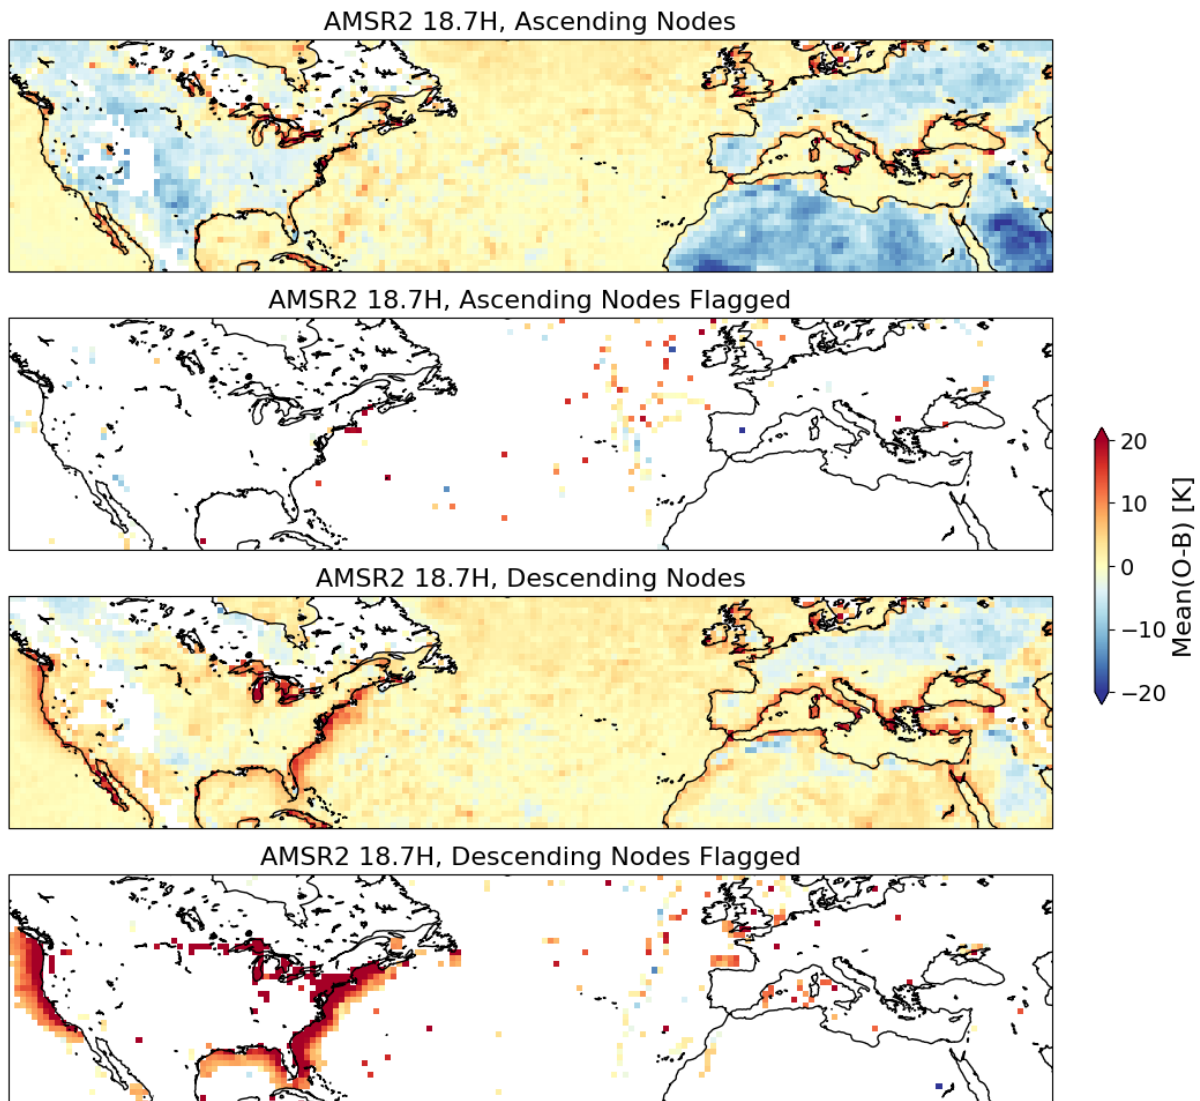 AMSR2 18.7H, Ascending Nodes
AMSR2 18.7H, Ascending Nodes Flagged
AMSR2 18.7H, Descending Nodes
AMSR2 18.7H, Descending Nodes Flagged
20
10
0
−10
−20
Mean(O-B) [K]